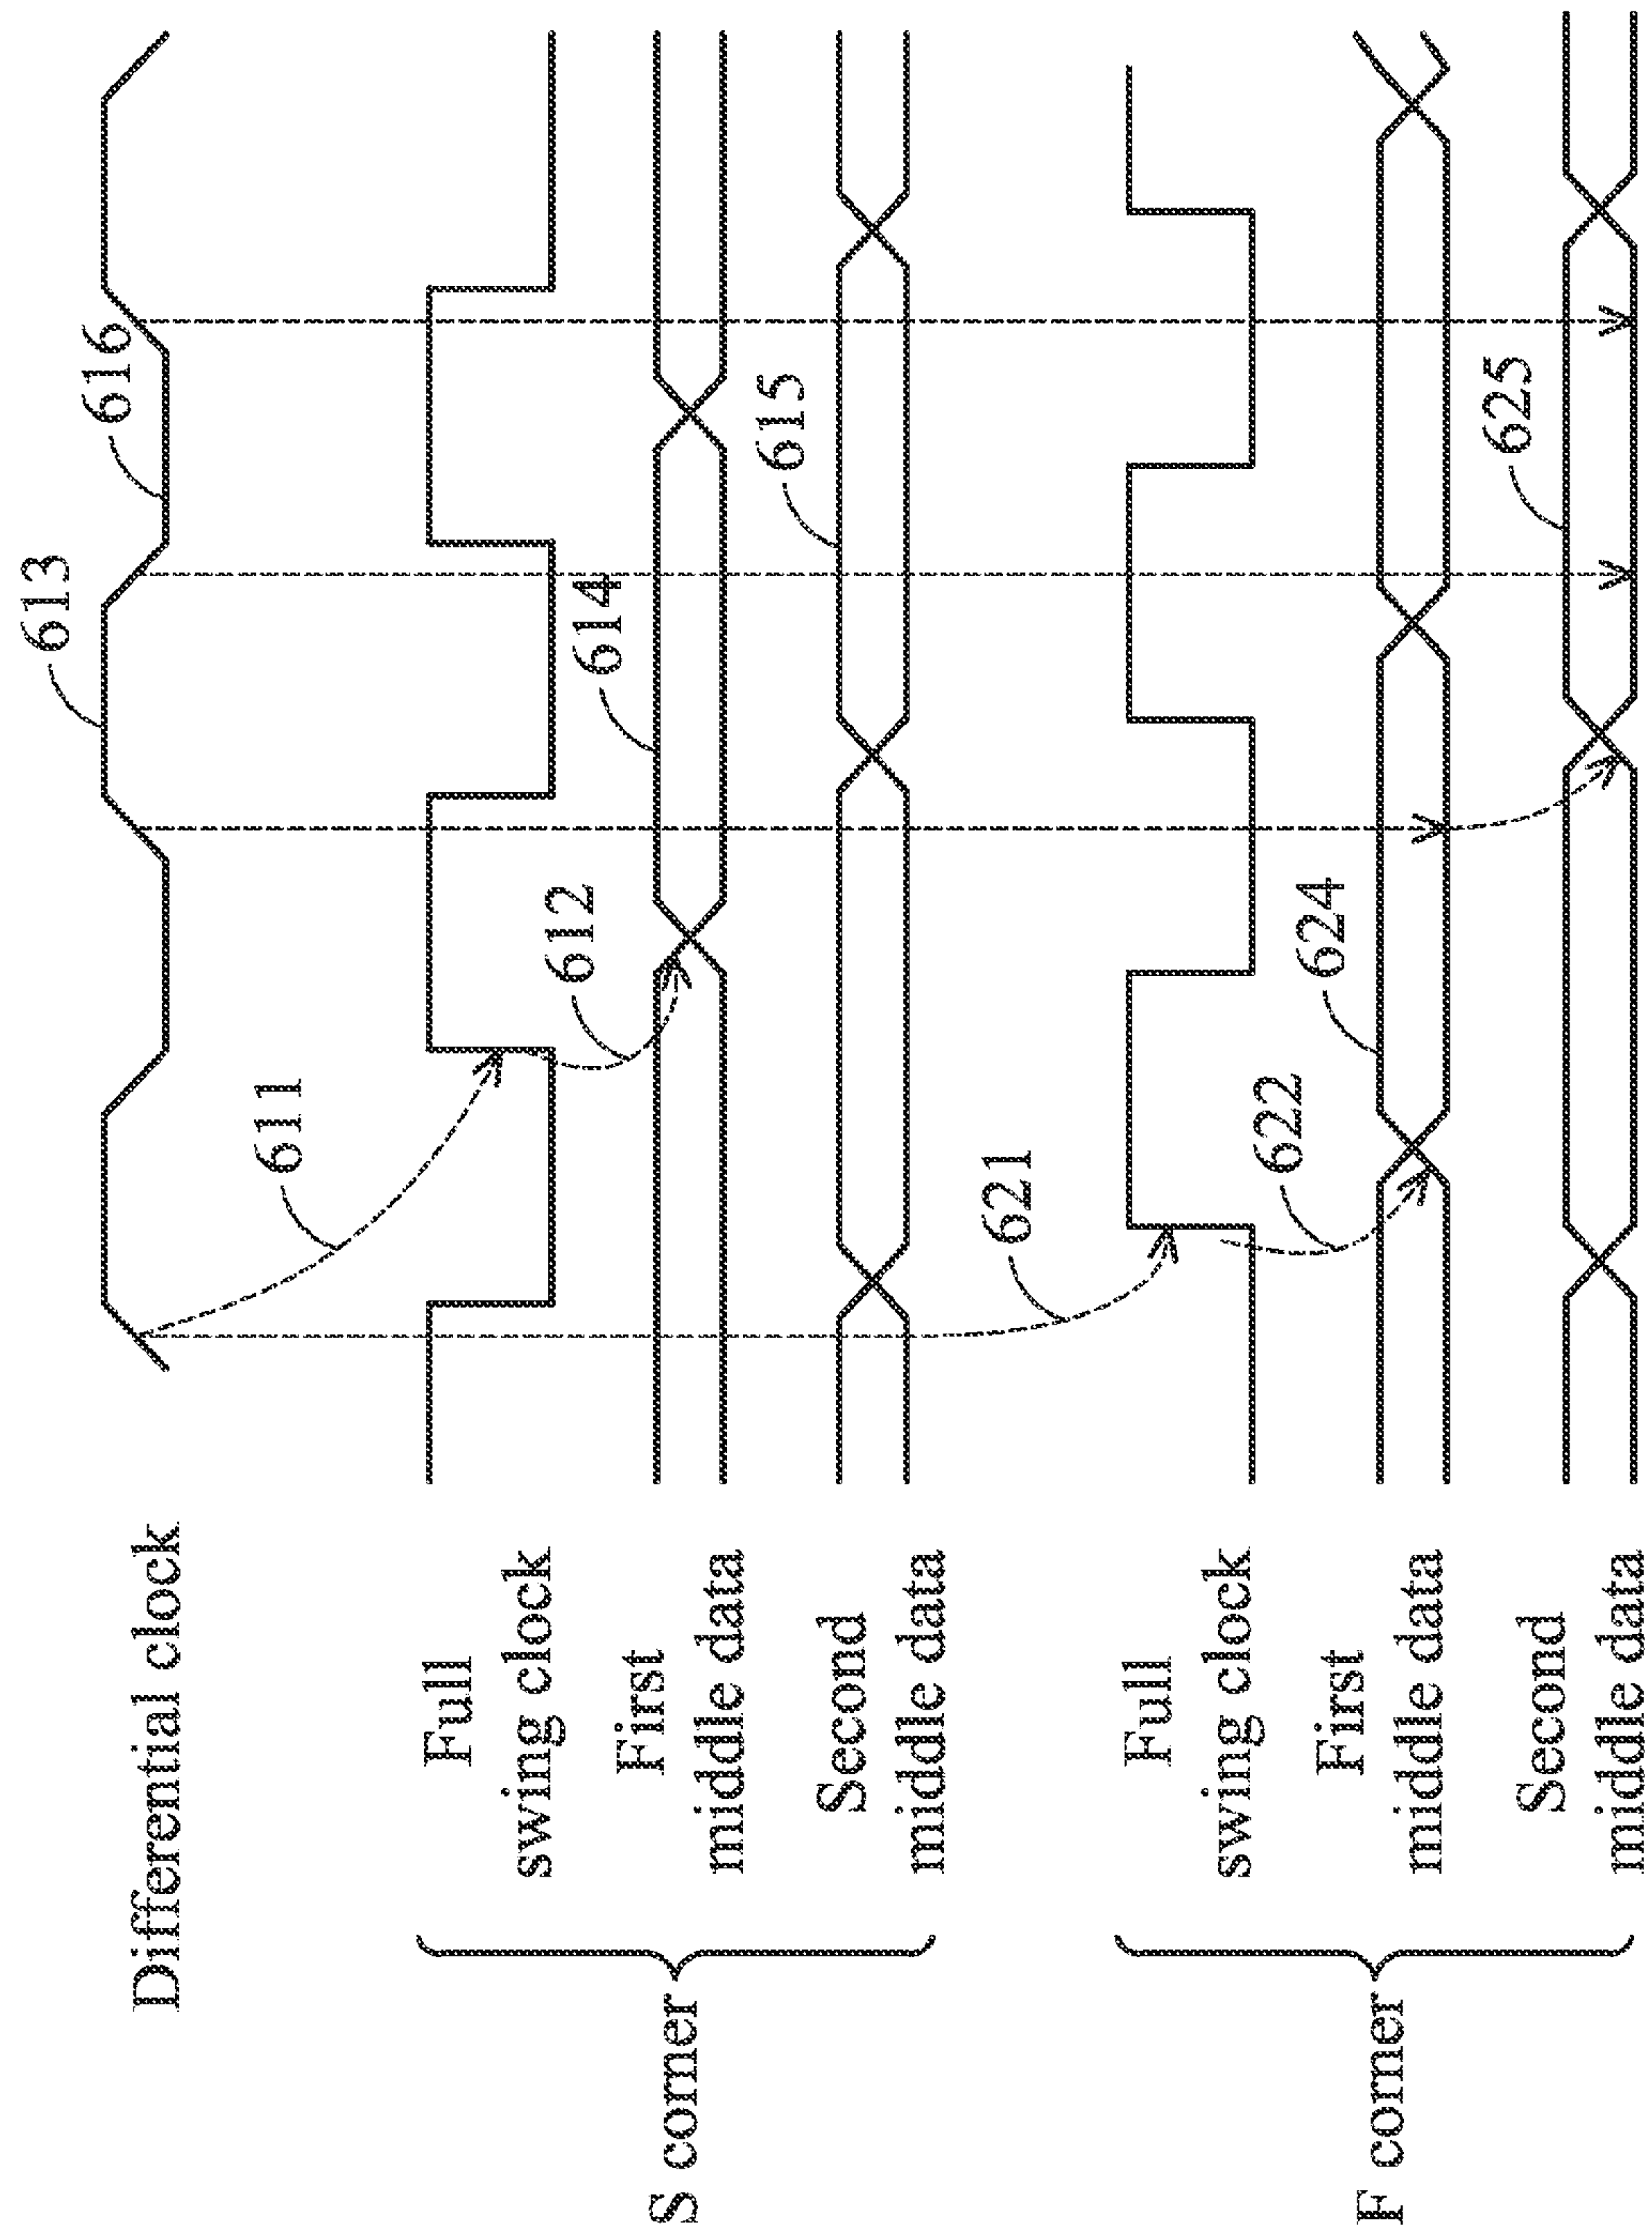 Differential clock
613
616
S corner
Full
swing clock
611
First
middle data
612
614
Second
middle data
615
F corner
Full
swing clock
621
First
middle data
622
624
Second
middle data
625